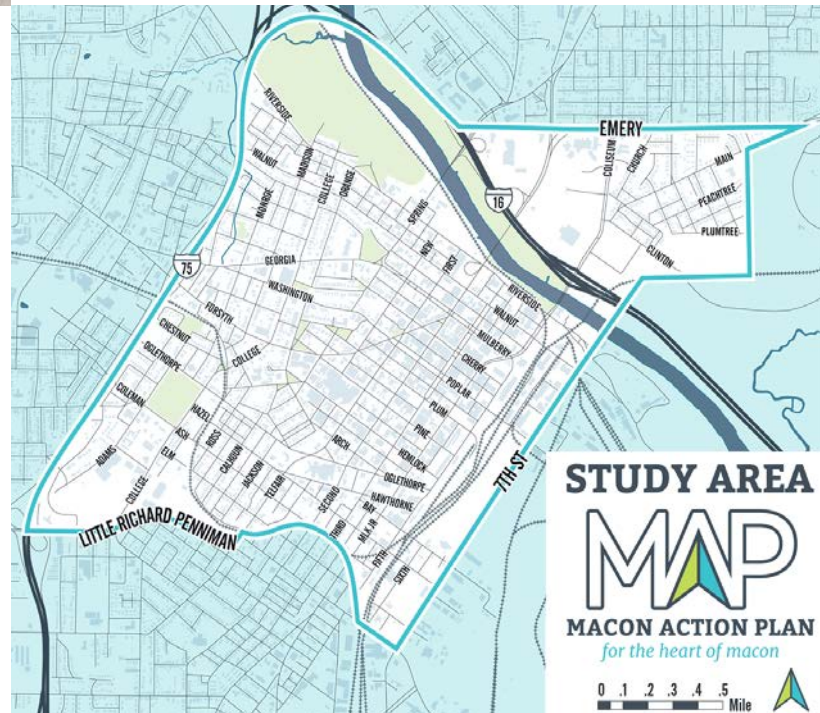 EMERY
COLISEUM
CHURCH
MAIN
PEACHTREE
PLUMTREE
CLINTON
RIVERSIDE
WALNUT
MADISON
MONROE
COLLEGE
ORANGE
16
SPRING
NEW
FIRST
75
GEORGIA
WASHINGTON
RIVERSIDE
WALNUT
MULBERRY
CHERRY
POPLAR
PLUM
PINE
HEMLOCK
OGLETHORPE
HAWTHORNE
FORSYTH
CHESTNUT
OGLETHORPE
COLEMAN
COLLEGE
HAZEL
ASH
ELM
ROSS
ADAMS
COLLEGE
CALHOUN
JACKSON
TELFAIR
ARCH
SECOND
THIRD
BAY
MLK JR
FIFTH
SIXTH
7TH ST
LITTLE RICHARD PENNIMAN
STUDY AREA
MAP
MACON ACTION PLAN
for the heart of macon
0 .1 .2 .3 .4 .5
Mile